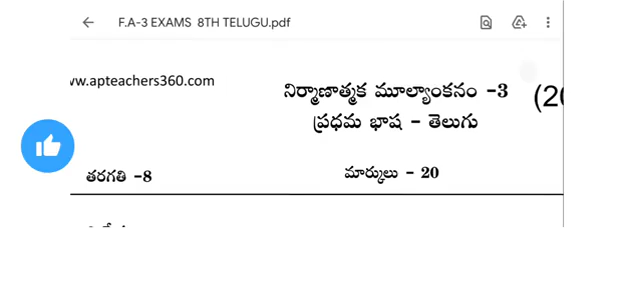 F.A-3 EXAMS 8TH TELUGU.pdf
apteachers360.com
నిర్మాణాత్మక మూల్యాంకనం -3
ప్రథమ భాష - తెలుగు
తరగతి -8
మార్కులు - 20